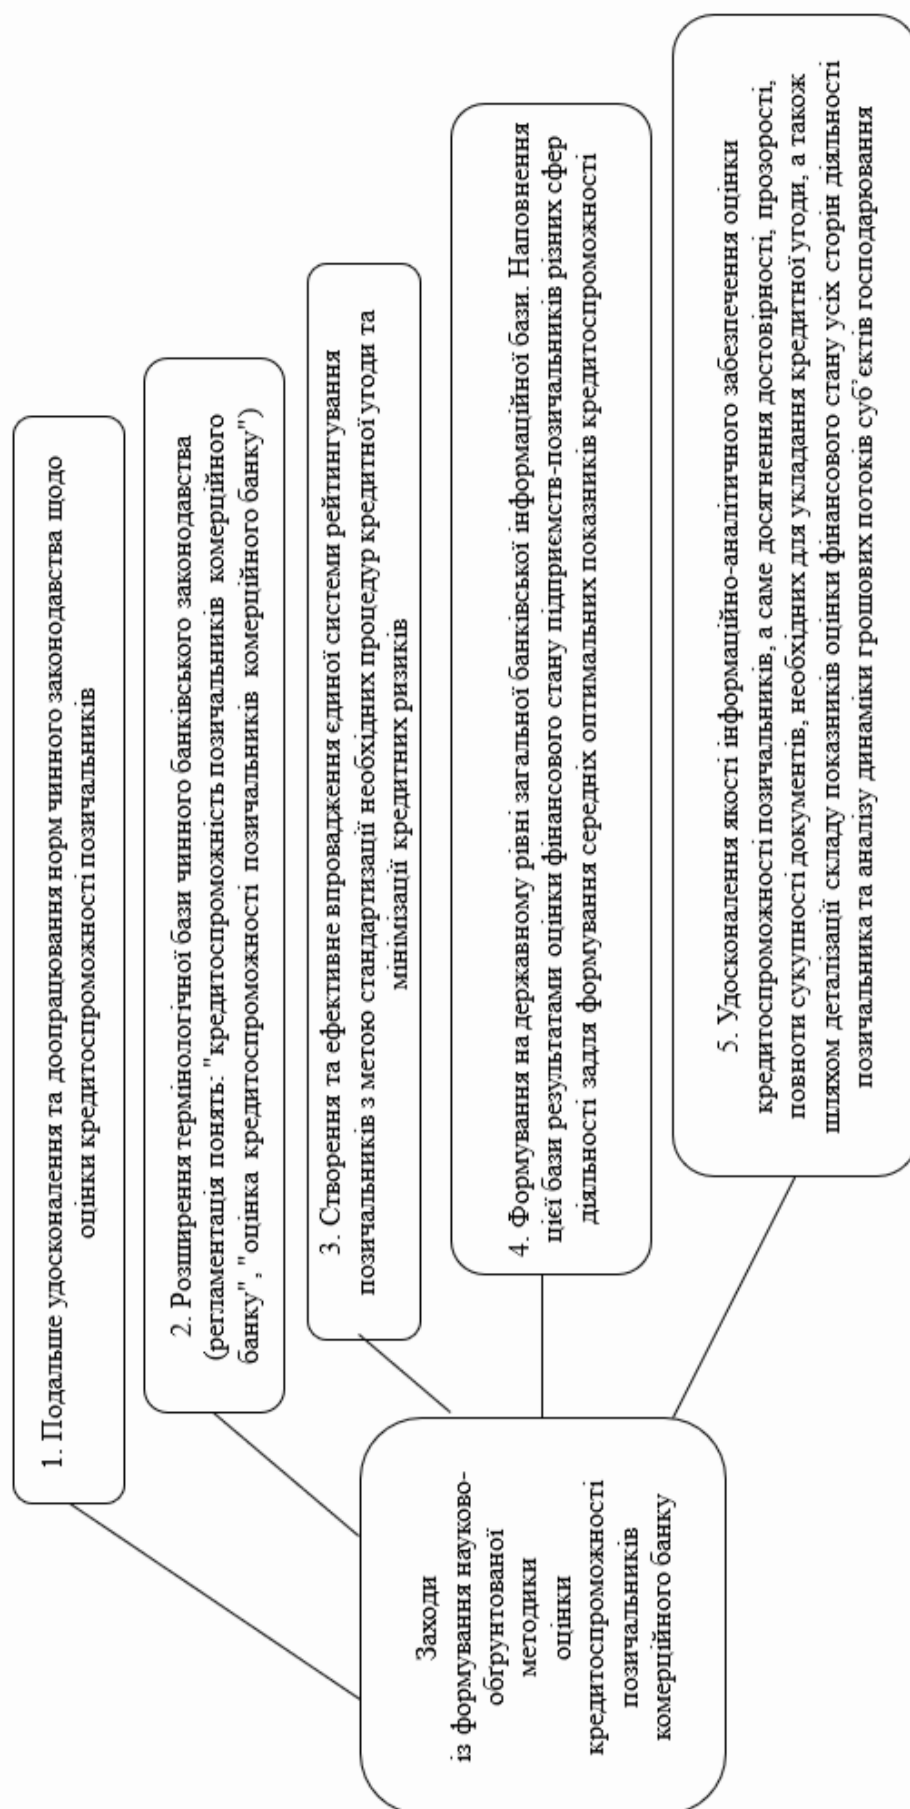 Заходи
із формування науково-
обгрунтованої
методики
оцінки
кредитоспроможності
позичальників
комерційного банку
1. Подальше удосконалення та доопрацювання норм чинного законодавства щодо
оцінки кредитоспроможності позичальників
2. Розширення термінологічної бази чинного банківського законодавства
(регламентація понять: "кредитоспроможність позичальників комерційного
банку", "оцінка кредитоспроможності позичальників комерційного банку")
3. Створення та ефективне впровадження єдиної системи рейтингування
позичальників з метою стандартизації необхідних процедур кредитної угоди та
мінімізації кредитних ризиків
4. Формування на державному рівні загальної банківської інформаційної бази. Наповнення
цієї бази результатами оцінки фінансового стану підприємств-позичальників різних сфер
діяльності задля формування середніх оптимальних показників кредитоспроможності
5. Удосконалення якості інформаційно-аналітичного забезпечення оцінки
кредитоспроможності позичальників, а саме досягнення достовірності, прозорості,
повноти сукупності документів, необхідних для укладання кредитної угоди, а також
шляхом деталізації складу показників оцінки фінансового стану усіх сторін діяльності
позичальника та аналізу динаміки грошових потоків суб'єктів господарювання